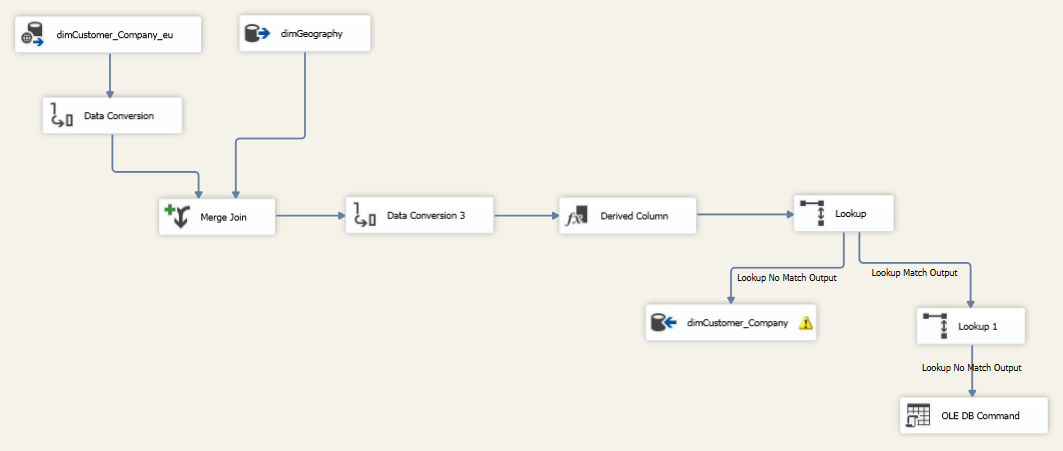 dimCustomer_Company_eu
dimGeography
Data Conversion
Merge Join
Data Conversion 3
Derived Column
Lookup
Lookup No Match Output
Lookup Match Output
dimCustomer_Company
Lookup 1
Lookup No Match Output
OLE DB Command